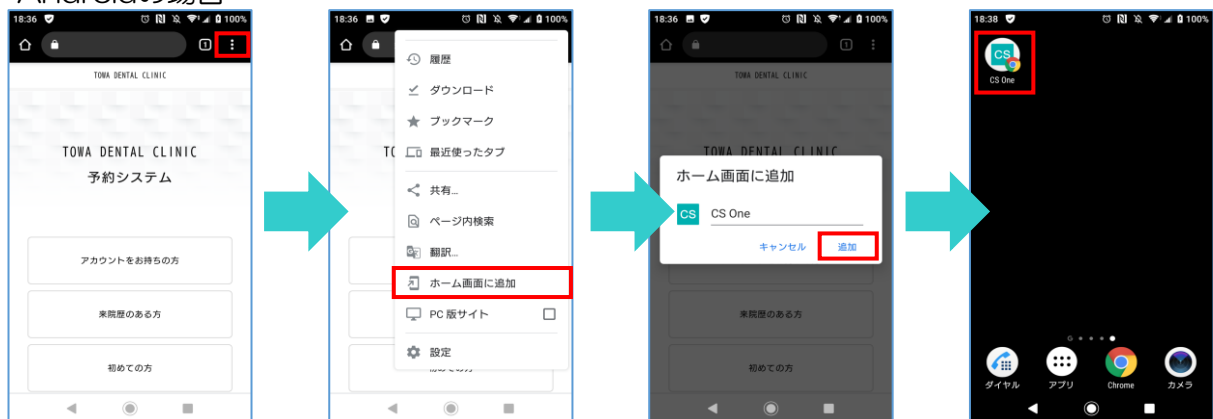 Androidの場合
18:36
100%
1
TOWA DENTAL CLINIC
TOWA DENTAL CLINIC
予約システム
アカウントをお持ちの方
来院歴のある方
初めての方
18:36
100%
履歴
ダウンロード
ブックマーク
最近使ったタブ
共有...
ページ内検索
翻訳...
ホーム画面に追加
PC 版サイト
設定
18:36
100%
1
TOWA DENTAL CLINIC
TOWA DENTAL CLINIC
ホーム画面に追加
CS
CS One
キャンセル
追加
来院歴のある方
初めての方
18:38
100%
CS
CS One
ダイヤル
アプリ
Chrome
カメラ